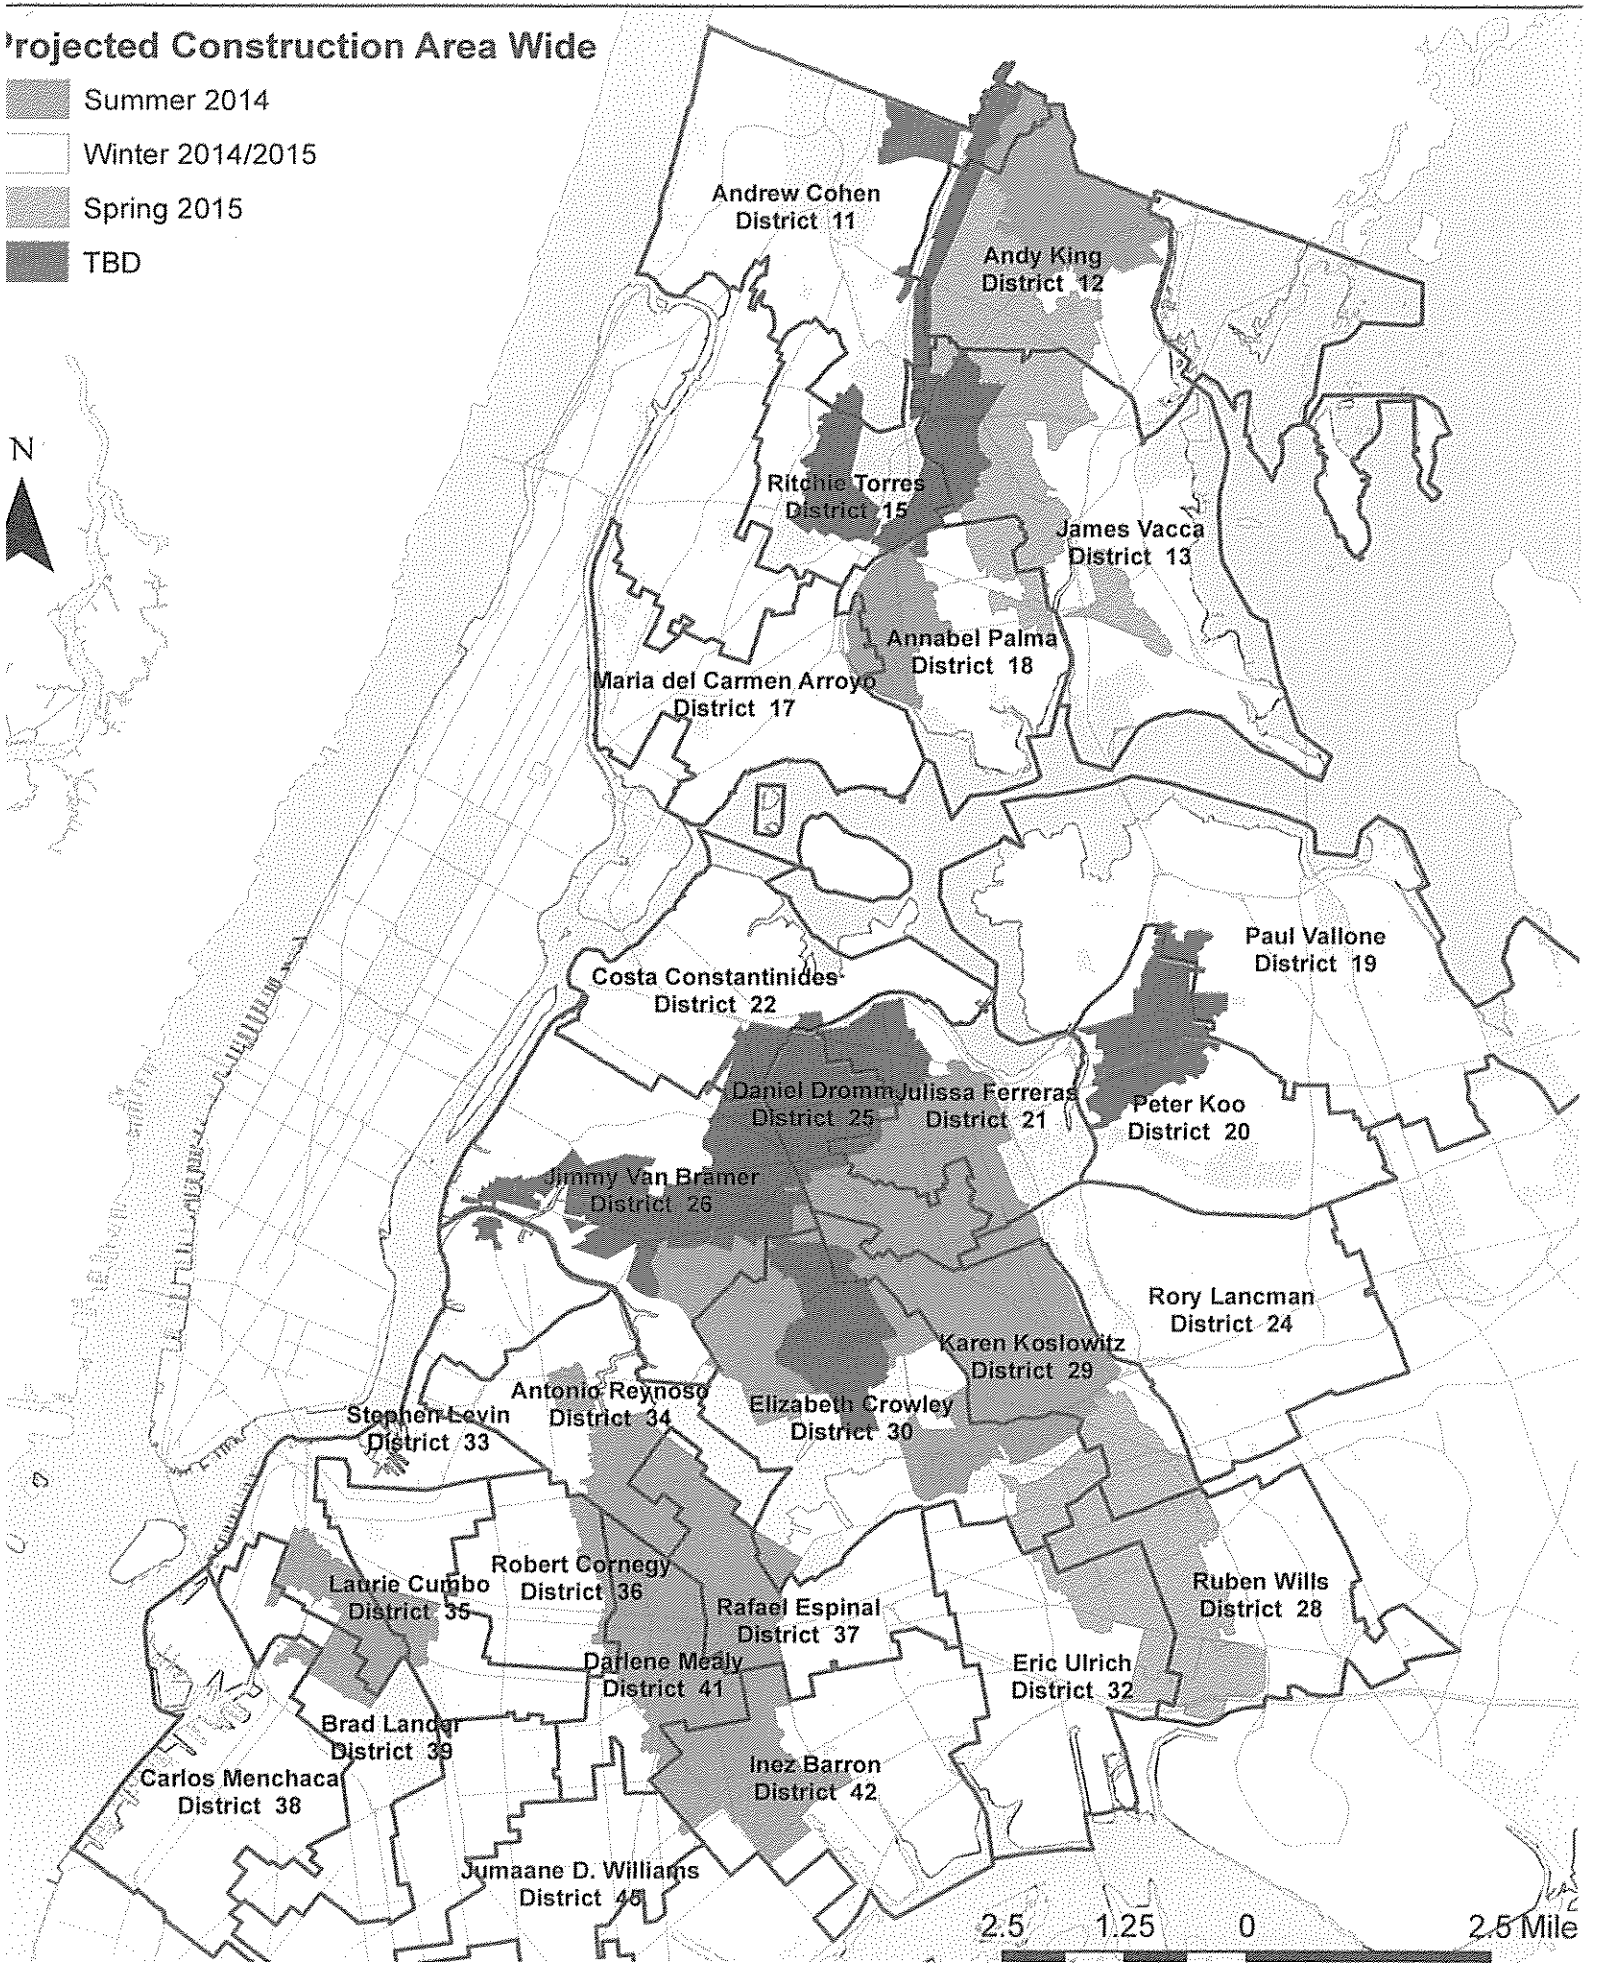 Projected Construction Area Wide
Summer 2014
Winter 2014/2015
Spring 2015
TBD
N
Andrew Cohen
District 11
Andy King
District 12
Ritchie Torres
District 15
James Vacca
District 13
Annabel Palma
District 18
Maria del Carmen Arroyo
District 17
Paul Vallone
District 19
Costa Constantinides
District 22
Daniel Dromm
District 25
Julissa Ferreras
District 21
Peter Koo
District 20
Jimmy Van Bramer
District 26
Rory Lancman
District 24
Karen Koslowitz
District 29
Antonio Reynoso
District 34
Elizabeth Crowley
District 30
Stephen Levin
District 33
Robert Cornegy
District 36
Laurie Cumbo
District 35
Rafael Espinal
District 37
Ruben Wills
District 28
Darlene Mealy
District 41
Eric Ulrich
District 32
Brad Lander
District 39
Inez Barron
District 42
Carlos Menchaca
District 38
Jumaane D. Williams
District 45
2.5 1.25 0 2.5 Mile